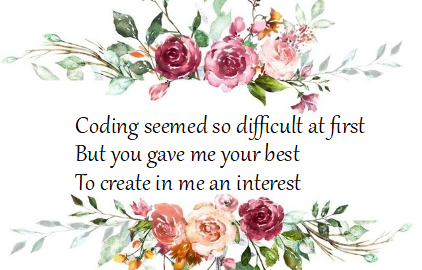 Coding seemed so difficult at first
But you gave me your best
To create in me an interest